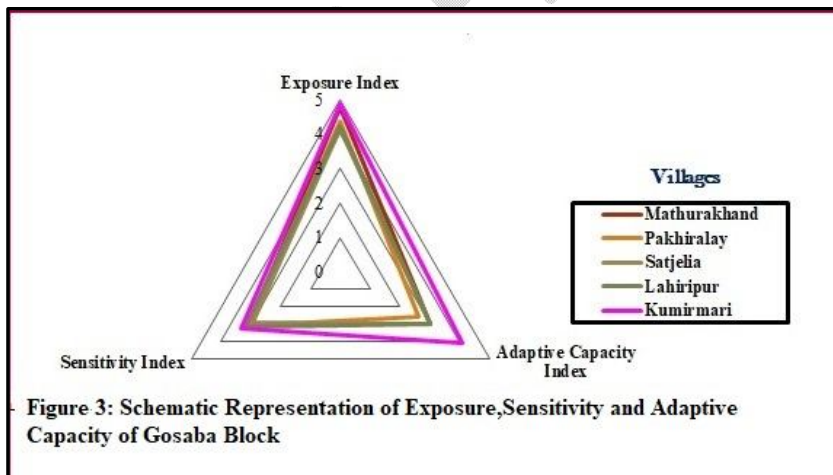 Exposure Index
5
4
3
2
1
0
Sensitivity Index
Adaptive Capacity
Index
Villages
Mathurakhand
Pakhiralay
Satjelia
Lahiripur
Kumirmari
Figure 3: Schematic Representation of Exposure,Sensitivity and Adaptive
Capacity of Gosaba Block